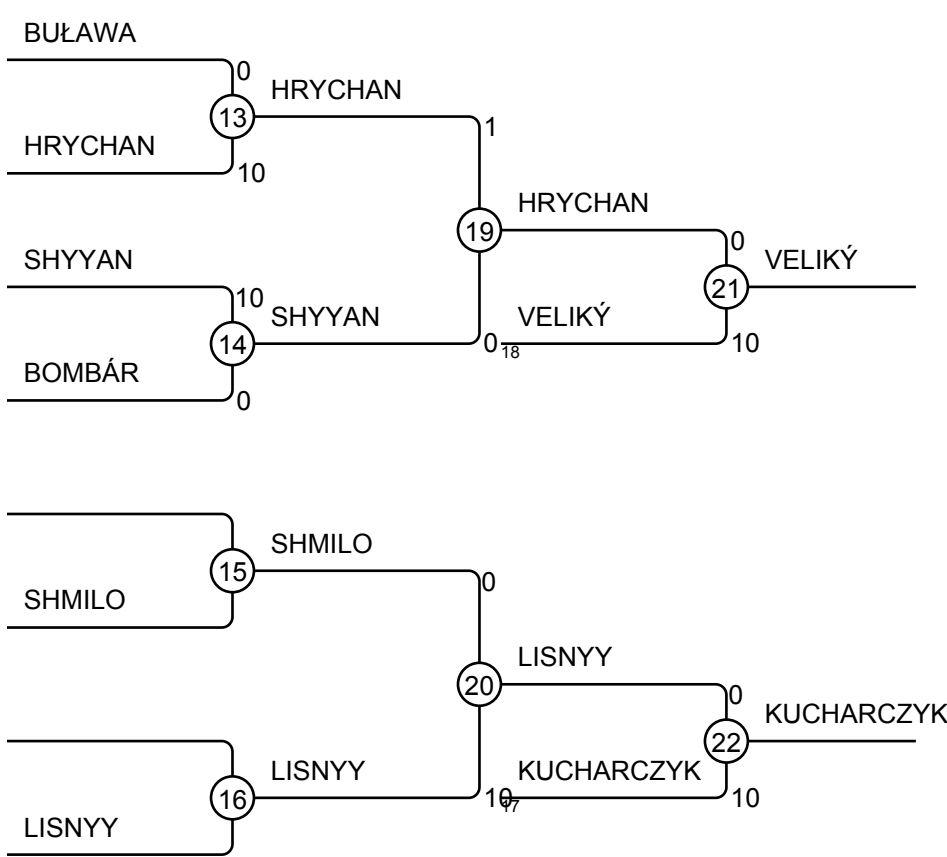 BUŁAWA
0
HRYCHAN
13
1
HRYCHAN
10
HRYCHAN
19
0
SHYYAN
VELIKÝ
10
21
SHYYAN
VELIKÝ
14
0
18
10
BOMBÁR
0
SHMILO
15
0
SHMILO
LISNYY
20
0
KUCHARCZYK
22
LISNYY
KUCHARCZYK
16
10
17
10
LISNYY